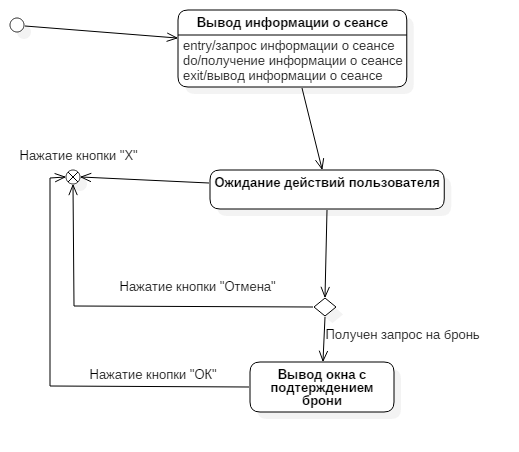 Вывод информации о сеансе
entry/запрос информации о сеансе
do/получение информации о сеансе
exit/вывод информации о сеансе
Нажатие кнопки "X"
Ожидание действий пользователя
Нажатие кнопки "Отмена"
Получен запрос на бронь
Нажатие кнопки "ОК"
Вывод окна с
подтерждением
брони